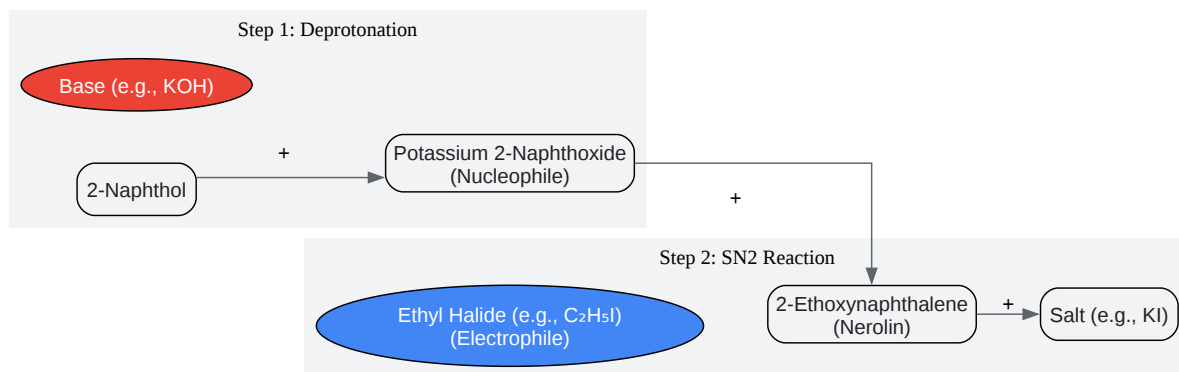 Step 1: Deprotonation
Base (e.g., KOH)
+
2-Naphthol
Potassium 2-Naphthoxide
(Nucleophile)
+
Step 2: SN2 Reaction
Ethyl Halide (e.g., C₂H₅I)
(Electrophile)
2-Ethoxynaphthalene
(Nerolin)
+
Salt (e.g., KI)